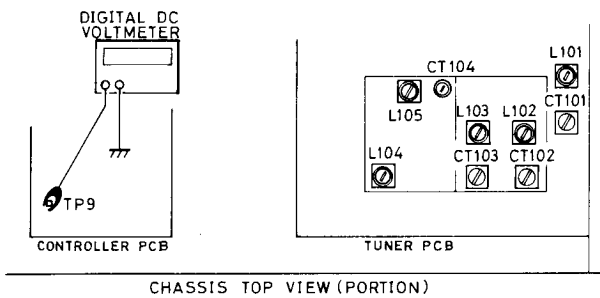 DIGITAL DC
VOLTMETER
TP9
CONTROLLER PCB
L101
CT104
CT101
L105
L103
L102
L104
CT103
CT102
TUNER PCB
CHASSIS TOP VIEW (PORTION)